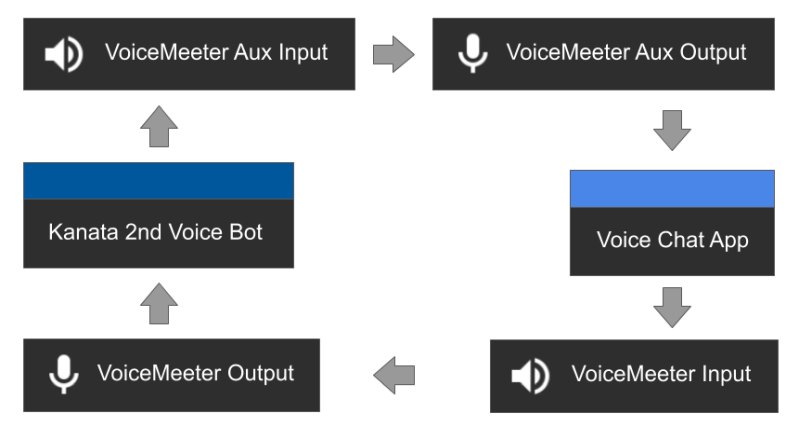 VoiceMeeter Aux Input
VoiceMeeter Aux Output
Kanata 2nd Voice Bot
Voice Chat App
VoiceMeeter Output
VoiceMeeter Input